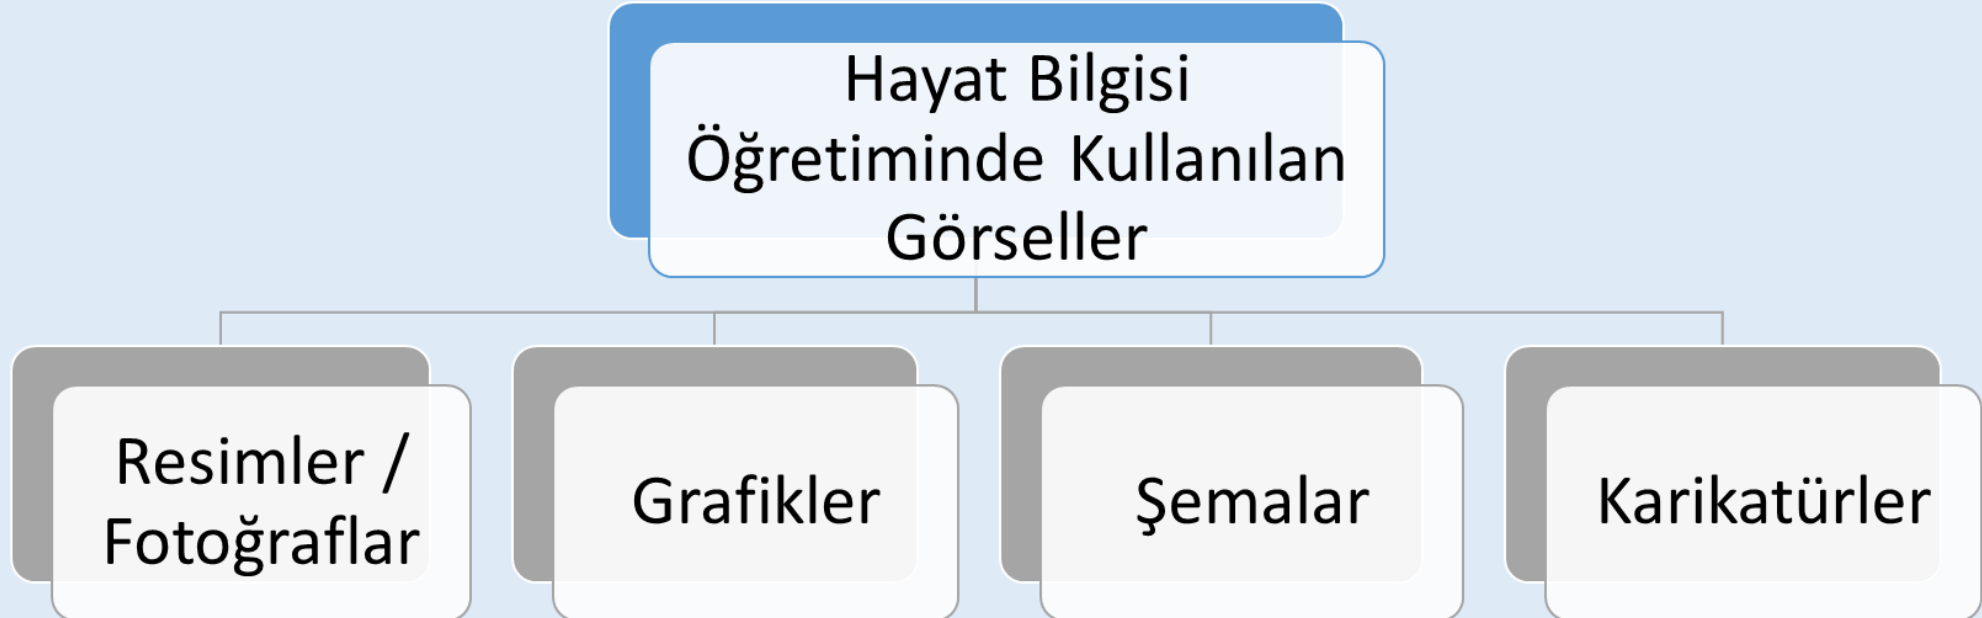 Hayat Bilgisi
Öğretiminde Kullanılan
Görseller
Resimler /
Fotoğraflar
Grafikler
Şemalar
Karikatürler